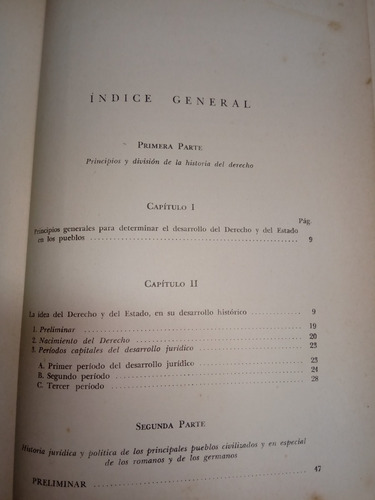 ÍNDICE GENERAL
PRIMERA PARTE
Principios y división de la historia del derecho
CAPÍTULO I
Pág.
Principios generales para determinar el desarrollo del Derecho y del Estado
en los pueblos 9
CAPÍTULO II
La idea del Derecho y del Estado, en su desarrollo histórico 9
1. Preliminar 19
2. Nacimiento del Derecho 20
3. Períodos capitales del desarrollo jurídico 23
A. Primer período del desarrollo jurídico 23
B. Segundo período 24
C. Tercer período 28
SEGUNDA PARTE
Historia jurídica y política de los principales pueblos civilizados y en especial
de los romanos y de los germanos
PRELIMINAR 47